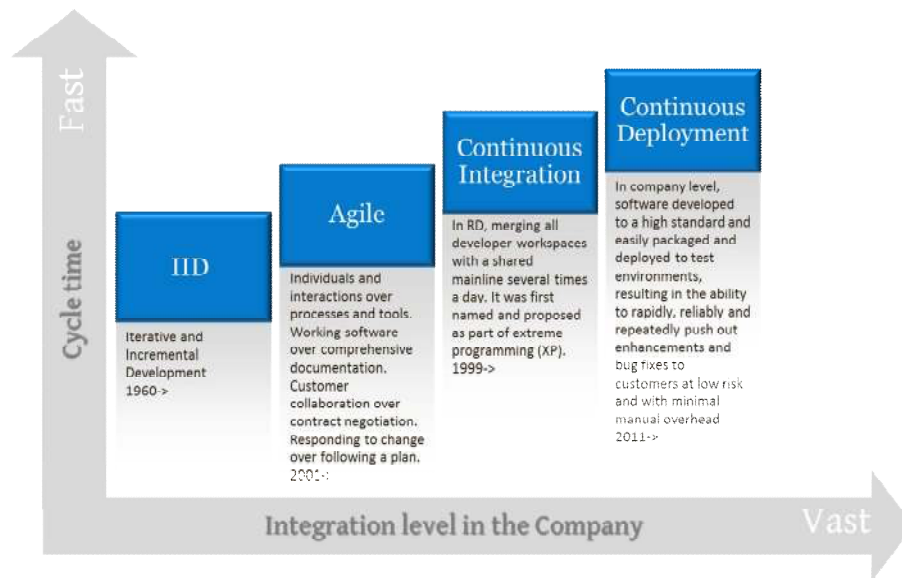 Fast
Cycle time
IID
Iterative and
Incremental
Development
1960->
Agile
Individuals and
interactions over
processes and tools.
Working software
over comprehensive
documentation.
Customer
collaboration over
contract negotiation.
Responding to change
over following a plan.
2001->
Continuous
Integration
In RD, merging all
developer workspaces
with a shared
mainline several times
a day. It was first
named and proposed
as part of extreme
programming (XP).
1999->
Continuous
Deployment
In company level,
software developed
to a high standard and
easily packaged and
deployed to test
environments,
resulting in the ability
to rapidly, reliably and
repeatedly push out
enhancements and
bug fixes to
customers at low risk
and with minimal
manual overhead
2011->
Integration level in the Company
Vast